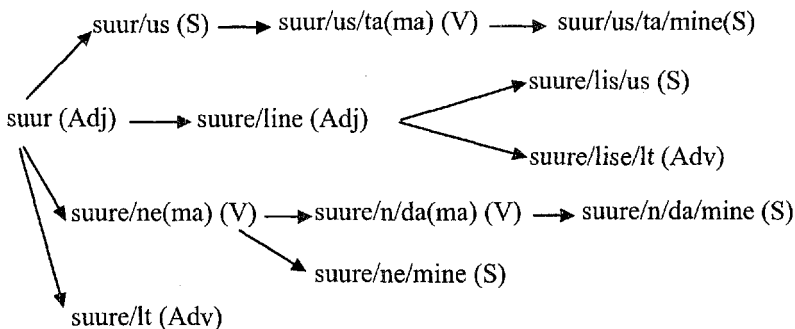 suur/us (S) suur/us/ta(ma) (V) suur/us/ta/mine(S)
suure/lis/us (S)
suur (Adj) suure/line (Adj)
suure/lise/lt (Adv)
suure/ne(ma) (V) suure/n/da(ma) (V) suure/n/da/mine (S)
suure/ne/mine (S)
suure/lt (Adv)